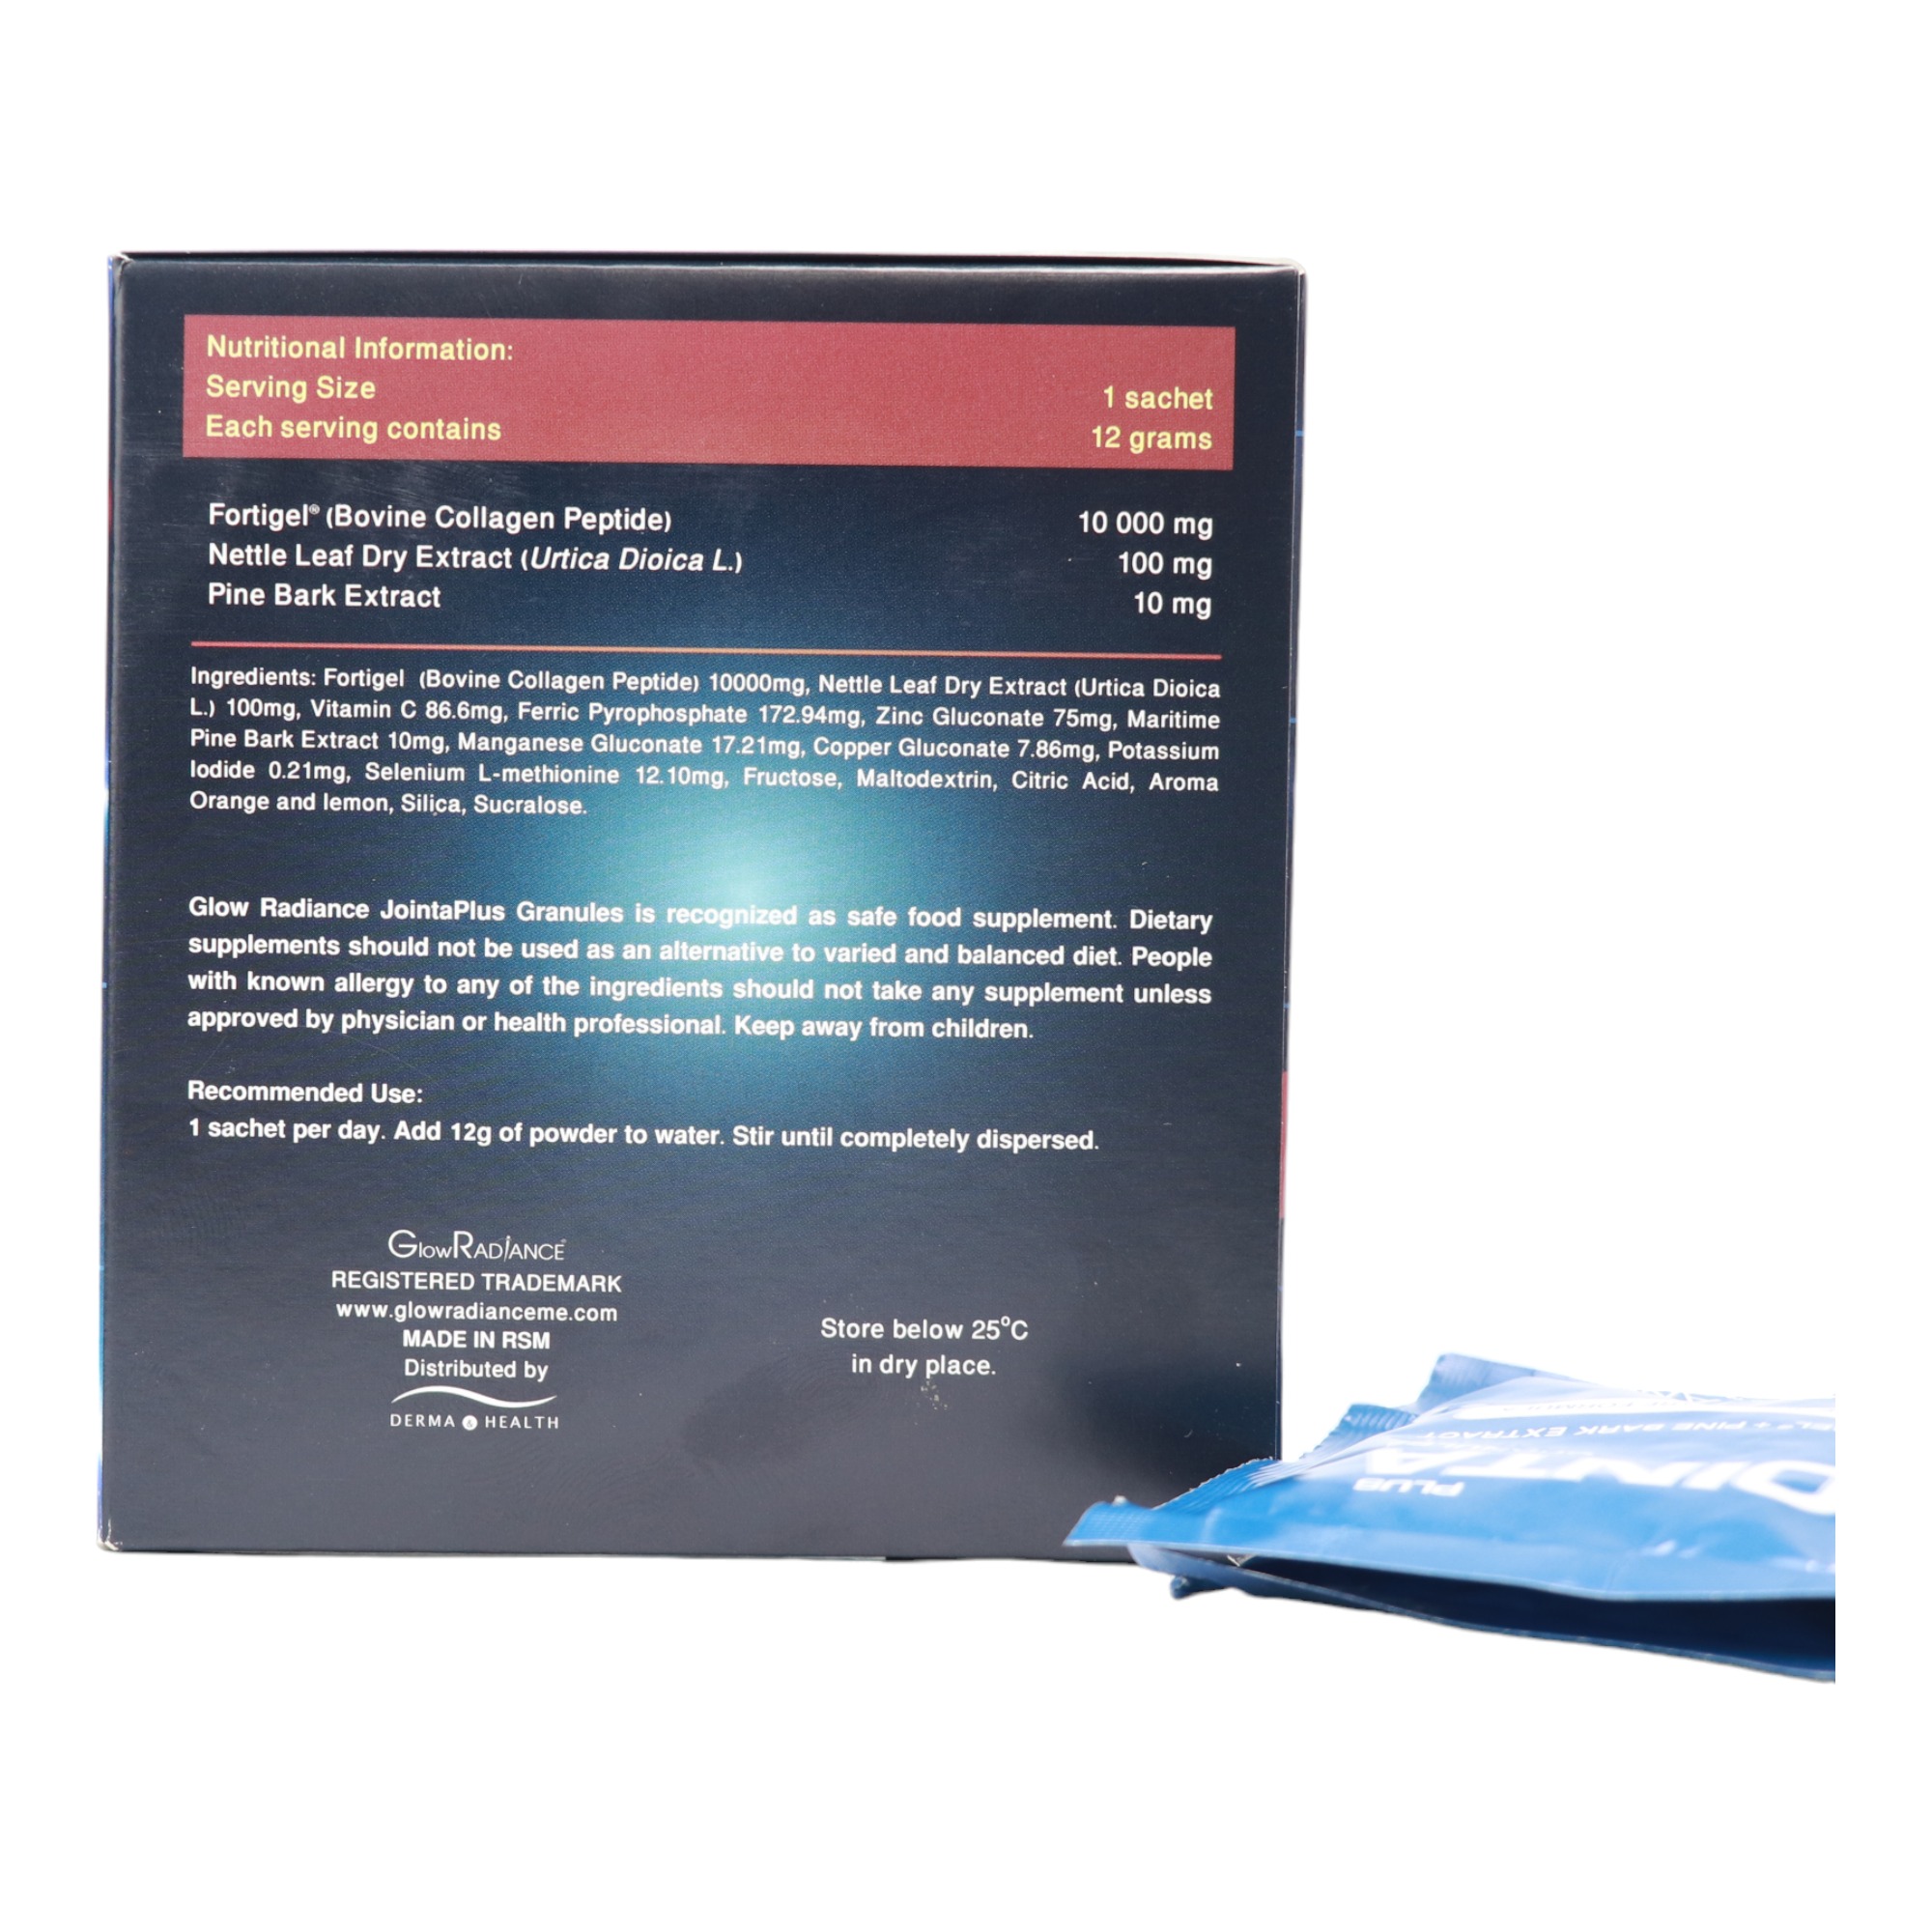 Nutritional Information:
Serving Size 1 sachet
Each serving contains 12 grams
Fortigel® (Bovine Collagen Peptide) 10 000 mg
Nettle Leaf Dry Extract (Urtica Dioica L.) 100 mg
Pine Bark Extract 10 mg
Ingredients: Fortigel (Bovine Collagen Peptide) 10000mg, Nettle Leaf Dry Extract (Urtica Dioica
L.) 100mg, Vitamin C 86.6mg, Ferric Pyrophosphate 172.94mg, Zinc Gluconate 75mg, Maritime
Pine Bark Extract 10mg, Manganese Gluconate 17.21mg, Copper Gluconate 7.86mg, Potassium
Iodide 0.21mg, Selenium L-methionine 12.10mg, Fructose, Maltodextrin, Citric Acid, Aroma
Orange and lemon, Silica, Sucralose.
Glow Radiance JointaPlus Granules is recognized as safe food supplement. Dietary
supplements should not be used as an alternative to varied and balanced diet. People
with known allergy to any of the ingredients should not take any supplement unless
approved by physician or health professional. Keep away from children.
Recommended Use:
1 sachet per day. Add 12g of powder to water. Stir until completely dispersed.
GlowRADIANCE
REGISTERED TRADEMARK
www.glowradianceme.com
MADE IN RSM
Distributed by
DERMA & HEALTH
Store below 25°C
in dry place.
+ PINE BARK EXTRACT
PLUS